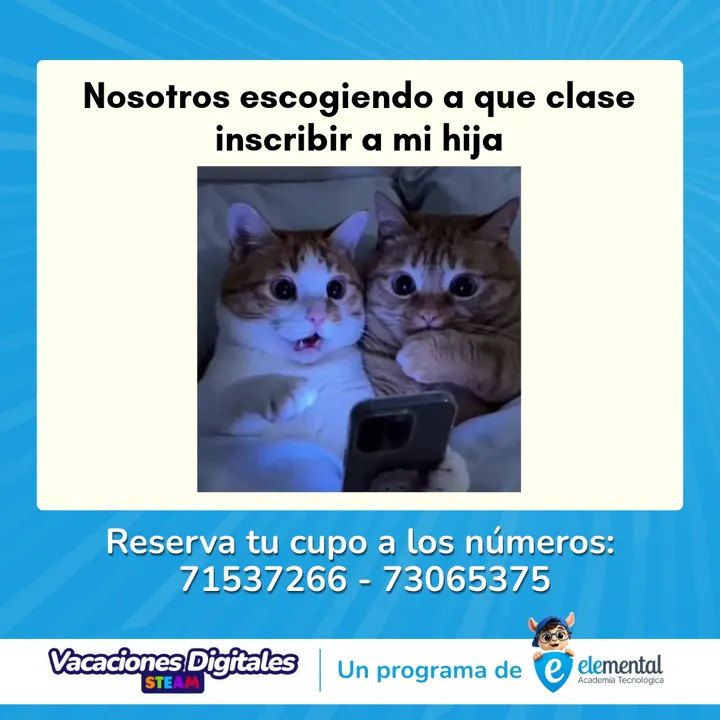 Nosotros escogiendo a que clase
inscribir a mi hija
Reserva tu cupo a los números:
71537266 - 73065375
Vacaciones Digitales
STEAM
Un programa de
e elemental
Academia Tecnológica